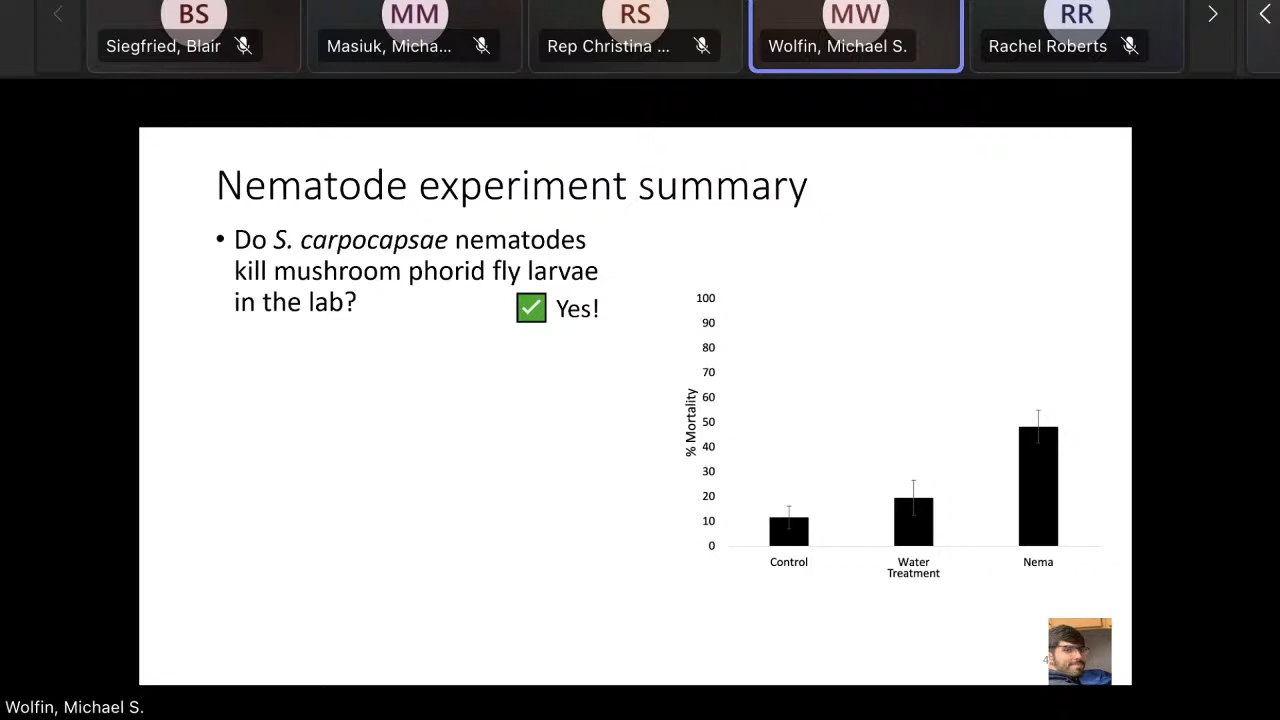 BS
MM
RS
MW
RR
Siegfried, Blair
Masiuk, Micha...
Rep Christina ...
Wolfin, Michael S.
Rachel Roberts
Nematode experiment summary
• Do S. carpocapsae nematodes
kill mushroom phorid fly larvae
in the lab?
Yes!
% Mortality
100
90
80
70
60
50
40
30
20
10
0
Control
Water
Treatment
Nema
4
Wolfin, Michael S.